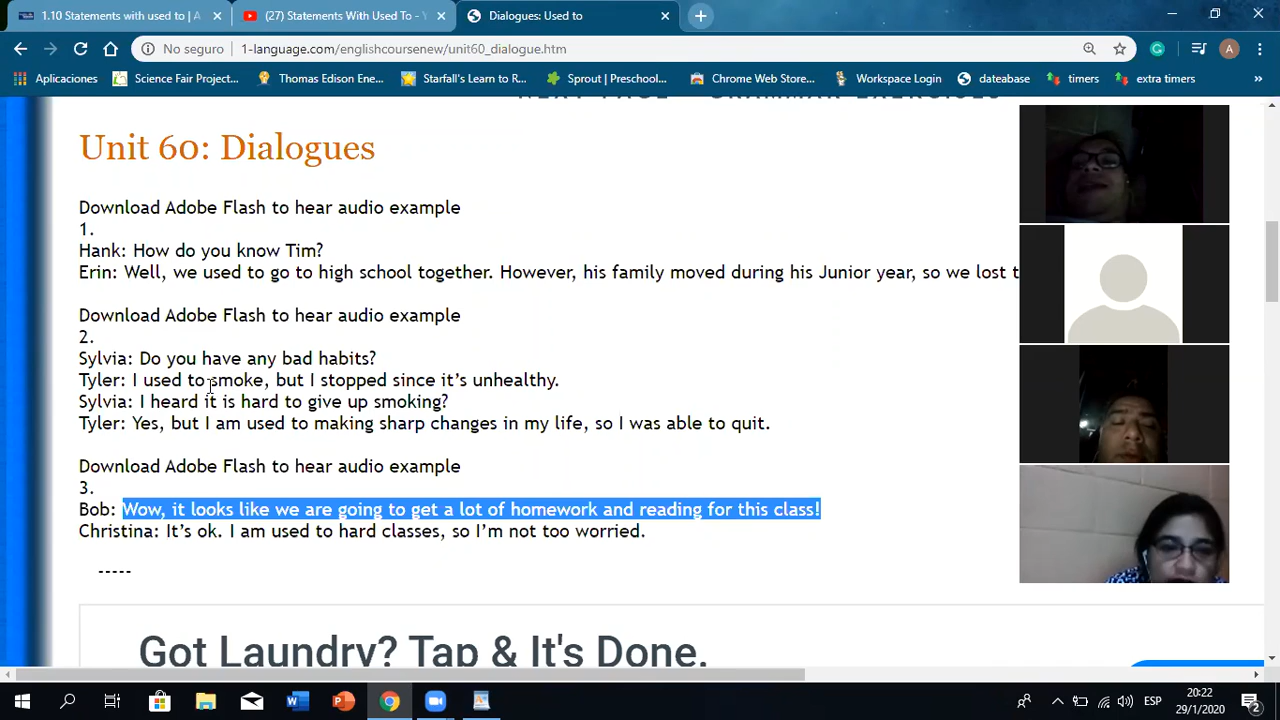 1.10 Statements with used to | A
(27) Statements With Used To - Y
Dialogues: Used to
No seguro
1-language.com/englishcoursenew/unit60_dialogue.htm
A
Aplicaciones
Science Fair Project...
Thomas Edison Ene...
Starfall's Learn to R...
Sprout | Preschool...
Chrome Web Store...
Workspace Login
dateabase
timers
extra timers
»
Unit 60: Dialogues
Download Adobe Flash to hear audio example
1.
Hank: How do you know Tim?
Erin: Well, we used to go to high school together. However, his family moved during his Junior year, so we lost t
Download Adobe Flash to hear audio example
2.
Sylvia: Do you have any bad habits?
Tyler: I used to smoke, but I stopped since it’s unhealthy.
Sylvia: I heard it is hard to give up smoking?
Tyler: Yes, but I am used to making sharp changes in my life, so I was able to quit.
Download Adobe Flash to hear audio example
3.
Bob: Wow, it looks like we are going to get a lot of homework and reading for this class!
Christina: It’s ok. I am used to hard classes, so I’m not too worried.
-----
Got Laundry? Tap & It's Done.
ESP
20:22
29/1/2020
2